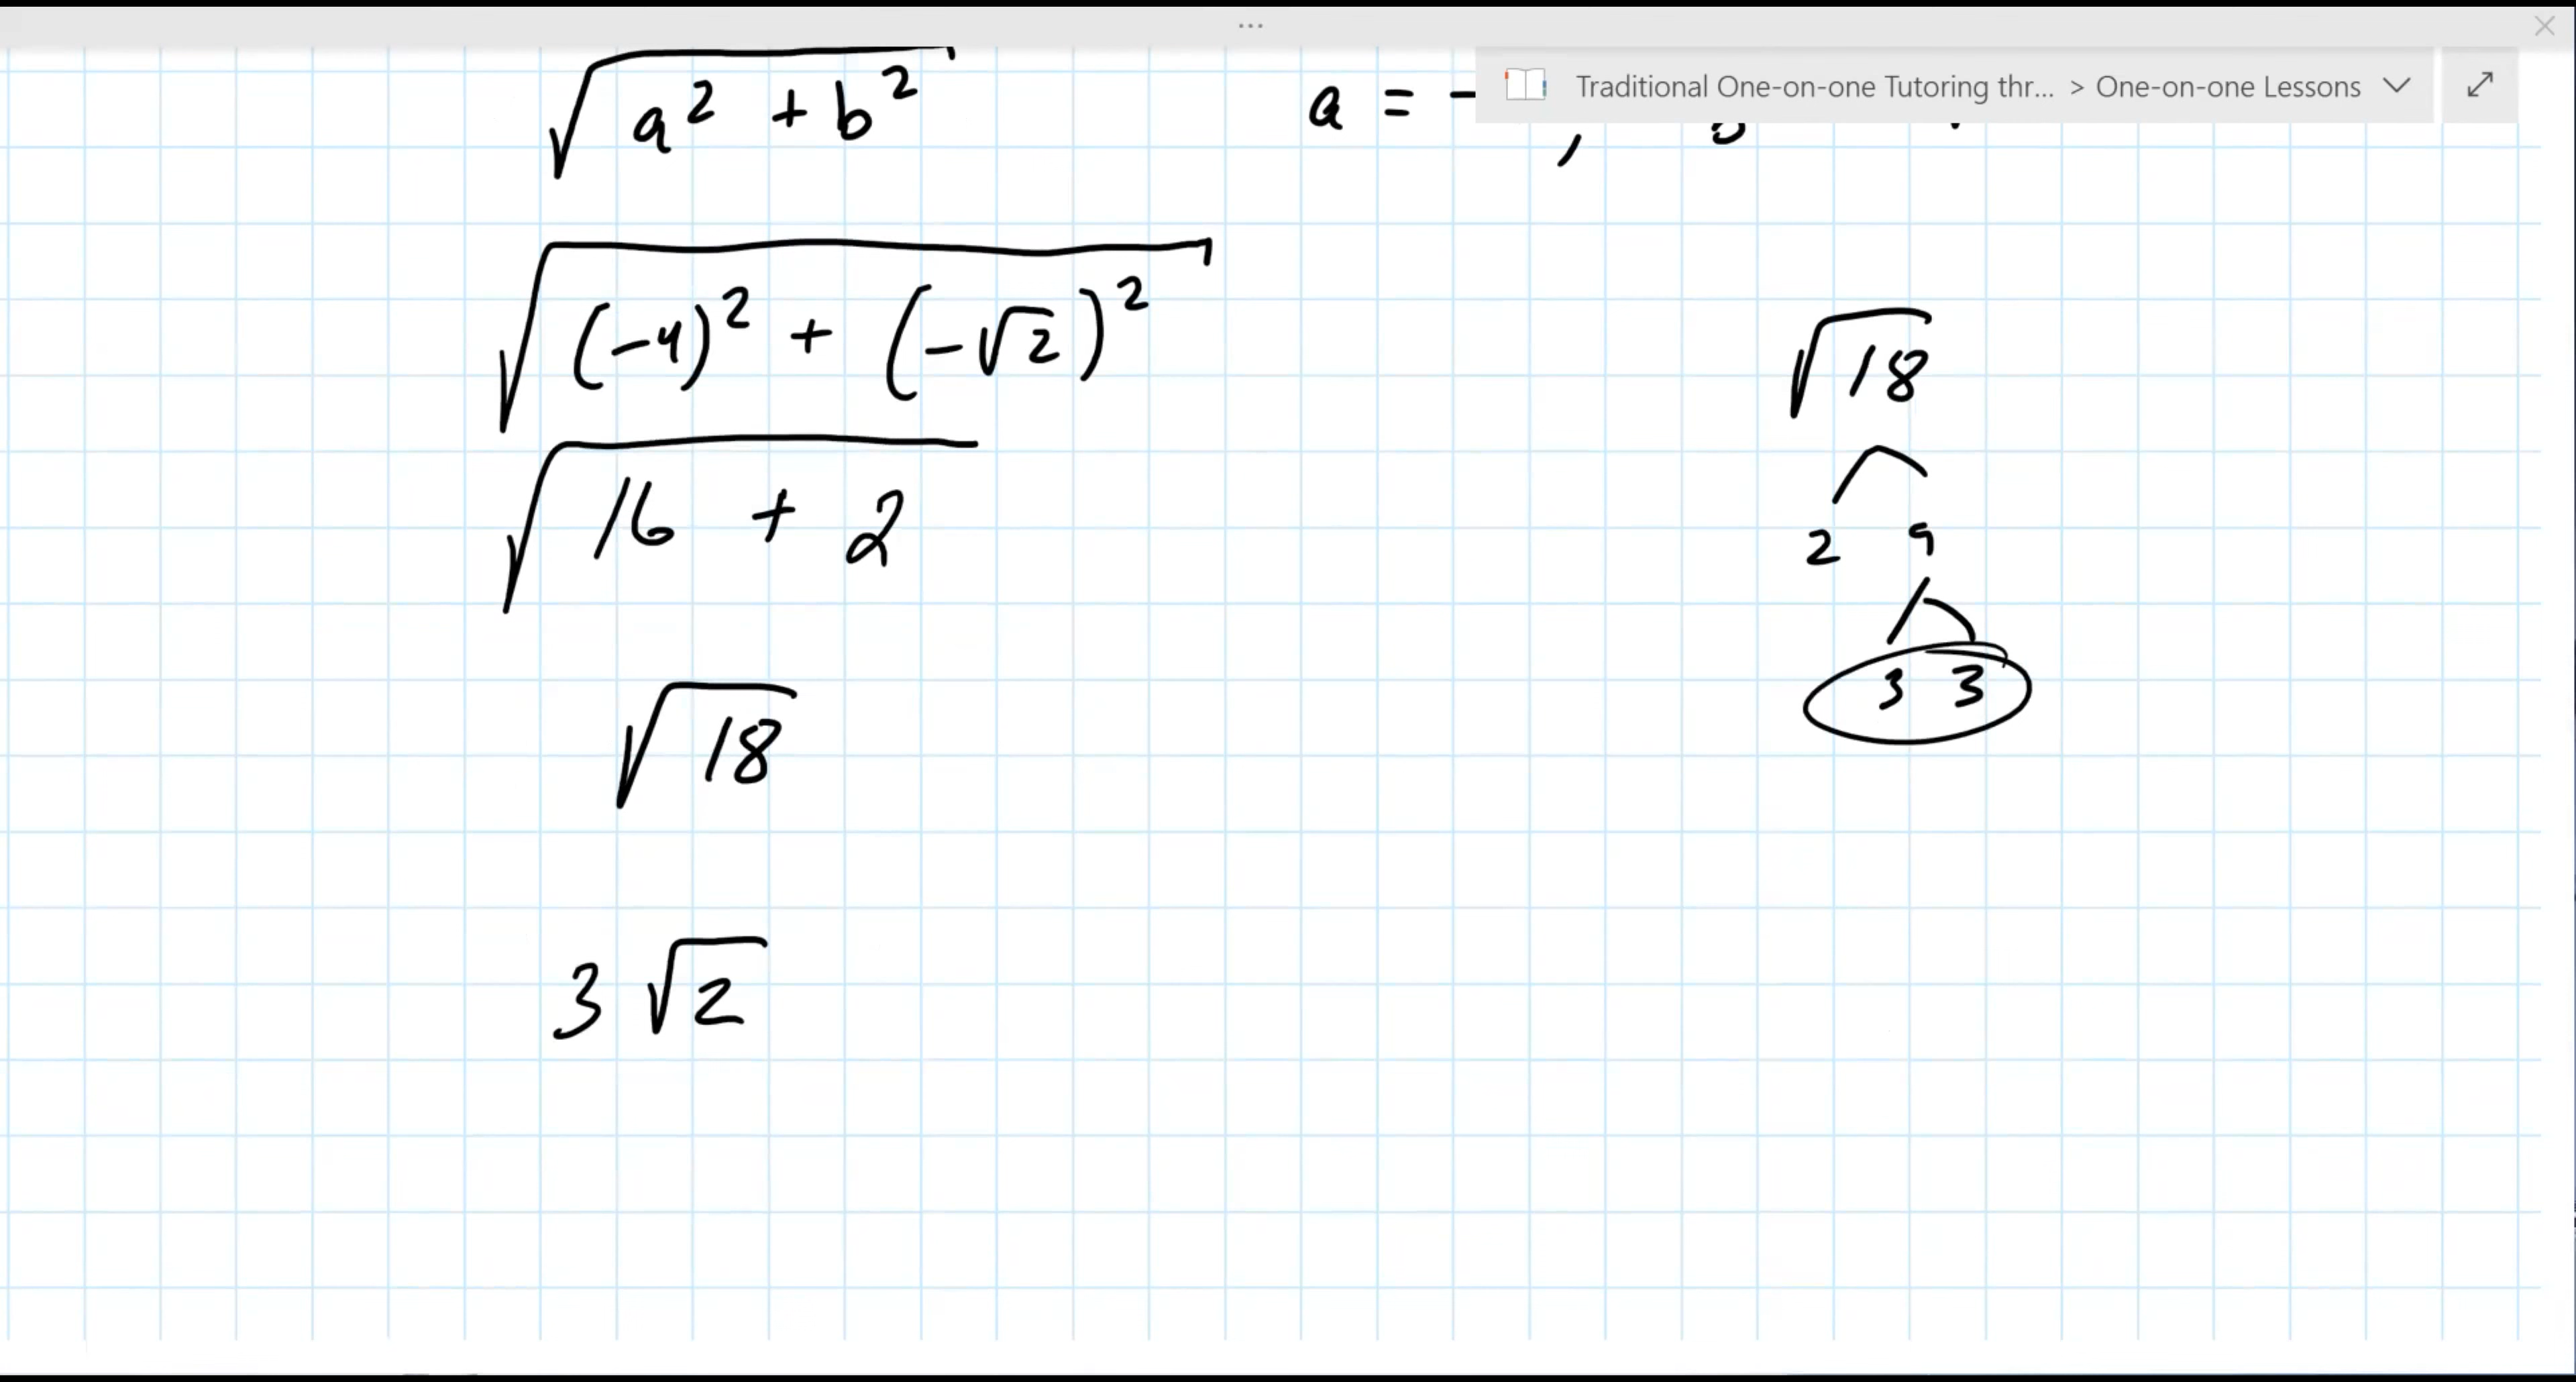 ...
Traditional One-on-one Tutoring thr... > One-on-one Lessons
√(a² + b²)
a = - ,
√((-4)² + (-√2)²)
√(16 + 2)
√18
3√2
√18
2 9
3 3